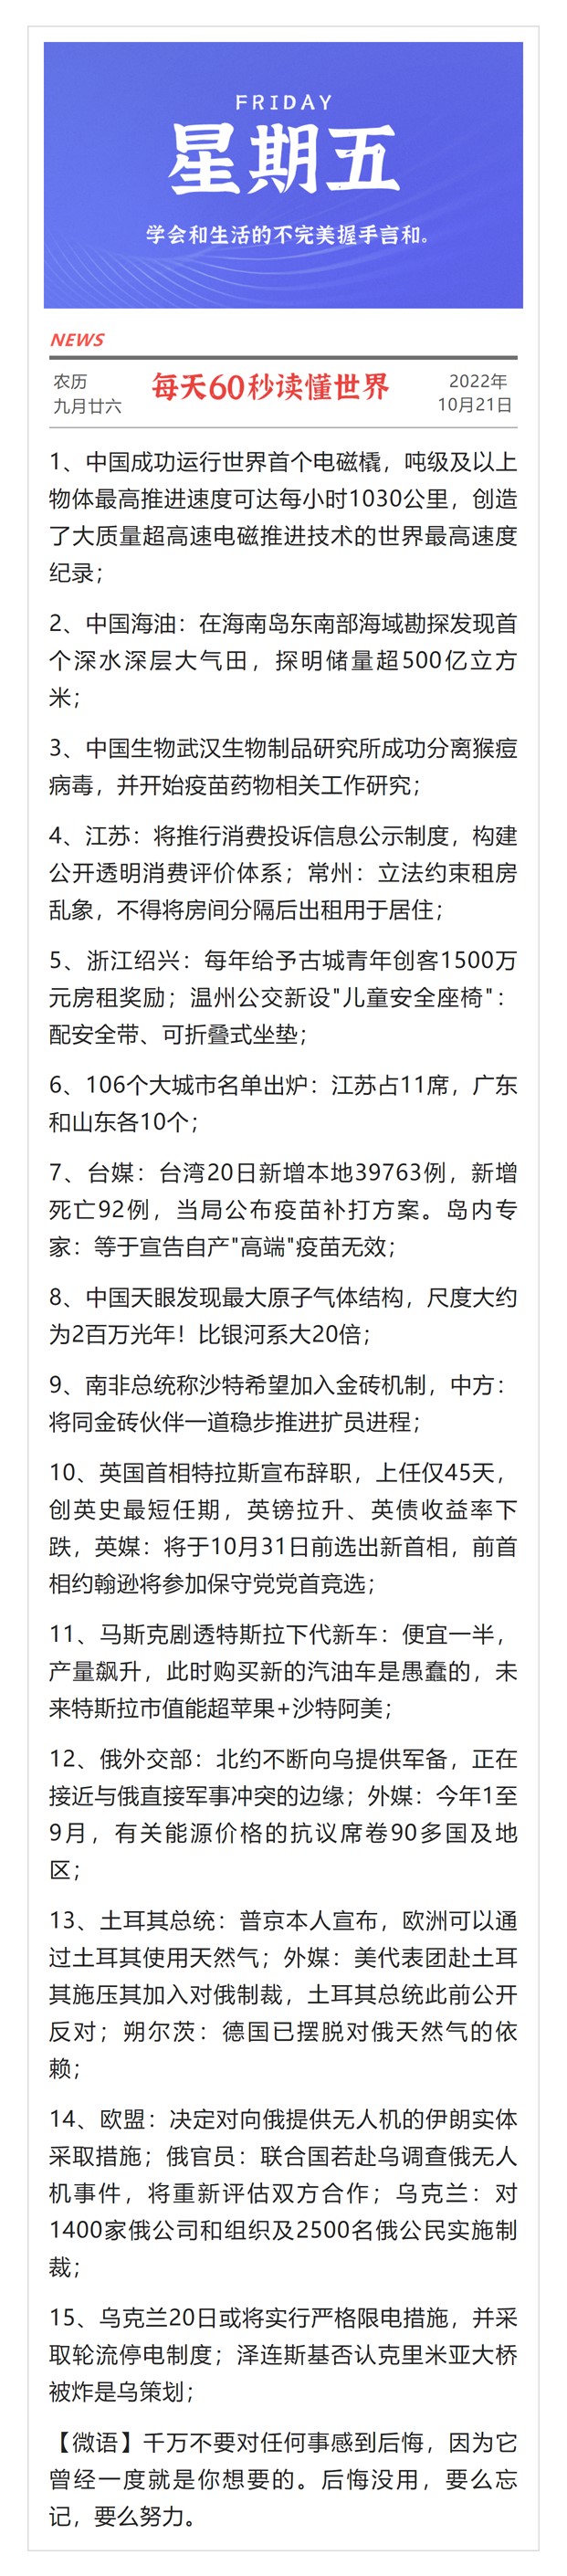 FRIDAY
星期五
学会和生活的不完美握手言和。
NEWS
农历
九月廿六
每天60秒读懂世界
2022年
10月21日
1、中国成功运行世界首个电磁橇，吨级及以上
物体最高推进速度可达每小时1030公里，创造
了大质量超高速电磁推进技术的世界最高速度
纪录；
2、中国海油：在海南岛东南部海域勘探发现首
个深水深层大气田，探明储量超500亿立方
米；
3、中国生物武汉生物制品研究所成功分离猴痘
病毒，并开始疫苗药物相关工作研究；
4、江苏：将推行消费投诉信息公示制度，构建
公开透明消费评价体系；常州：立法约束租房
乱象，不得将房间分隔后出租用于居住；
5、浙江绍兴：每年给予古城青年创客1500万
元房租奖励；温州公交新设"儿童安全座椅"：
配安全带、可折叠式坐垫；
6、106个大城市名单出炉：江苏占11席，广东
和山东各10个；
7、台媒：台湾20日新增本地39763例，新增
死亡92例，当局公布疫苗补打方案。岛内专
家：等于宣告自产"高端"疫苗无效；
8、中国天眼发现最大原子气体结构，尺度大约
为2百万光年！比银河系大20倍；
9、南非总统称沙特希望加入金砖机制，中方：
将同金砖伙伴一道稳步推进扩员进程；
10、英国首相特拉斯宣布辞职，上任仅45天，
创英史最短任期，英镑拉升、英债收益率下
跌，英媒：将于10月31日前选出新首相，前首
相约翰逊将参加保守党党首竞选；
11、马斯克剧透特斯拉下代新车：便宜一半，
产量飙升，此时购买新的汽油车是愚蠢的，未
来特斯拉市值能超苹果+沙特阿美；
12、俄外交部：北约不断向乌提供军备，正在
接近与俄直接军事冲突的边缘；外媒：今年1至
9月，有关能源价格的抗议席卷90多国及地
区；
13、土耳其总统：普京本人宣布，欧洲可以通
过土耳其使用天然气；外媒：美代表团赴土耳
其施压其加入对俄制裁，土耳其总统此前公开
反对；朔尔茨：德国已摆脱对俄天然气的依
赖；
14、欧盟：决定对向俄提供无人机的伊朗实体
采取措施；俄官员：联合国若赴乌调查俄无人
机事件，将重新评估双方合作；乌克兰：对
1400家俄公司和组织及2500名俄公民实施制
裁；
15、乌克兰20日或将实行严格限电措施，并采
取轮流停电制度；泽连斯基否认克里米亚大桥
被炸是乌策划；
【微语】千万不要对任何事感到后悔，因为它
曾经一度就是你想要的。后悔没用，要么忘
记，要么努力。